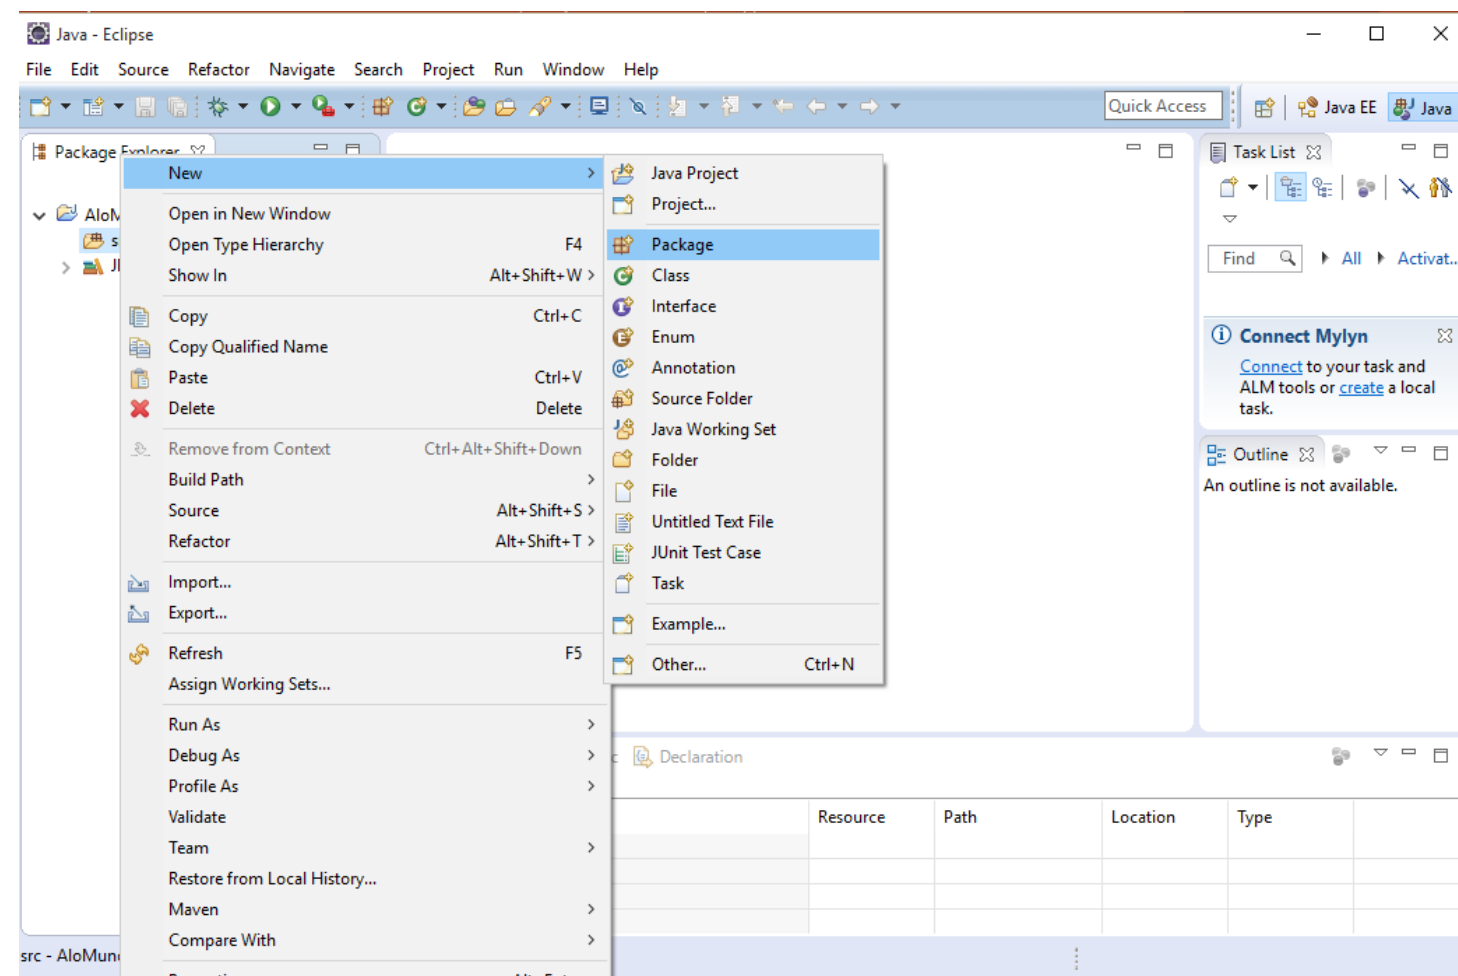 Java - Eclipse
File Edit Source Refactor Navigate Search Project Run Window Help
Quick Access Java EE Java
Package Explorer
Task List
New
Open in New Window
Open Type Hierarchy F4
Show In Alt+Shift+W >
Copy Ctrl+C
Copy Qualified Name
Paste Ctrl+V
Delete Delete
Remove from Context Ctrl+Alt+Shift+Down
Build Path
Source Alt+Shift+S >
Refactor Alt+Shift+T >
Import...
Export...
Refresh F5
Assign Working Sets...
Run As
Debug As
Profile As
Validate
Team
Restore from Local History...
Maven
Compare With
Java Project
Project...
Package
Class
Interface
Enum
Annotation
Source Folder
Java Working Set
Folder
File
Untitled Text File
JUnit Test Case
Task
Example...
Other... Ctrl+N
Find All Activat..
Connect Mylyn
Connect to your task and
ALM tools or create a local
task.
Outline
An outline is not available.
Declaration
Resource Path Location Type
src - AloMun